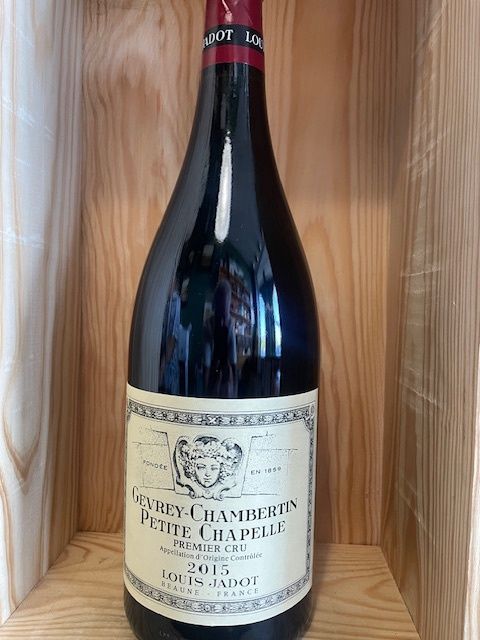 JADOT LOUIS
FONDÉE EN 1859
GEVREY-CHAMBERTIN
PETITE CHAPELLE
PREMIER CRU
Appellation d'Origine Contrôlée
2015
LOUIS JADOT
BEAUNE - FRANCE